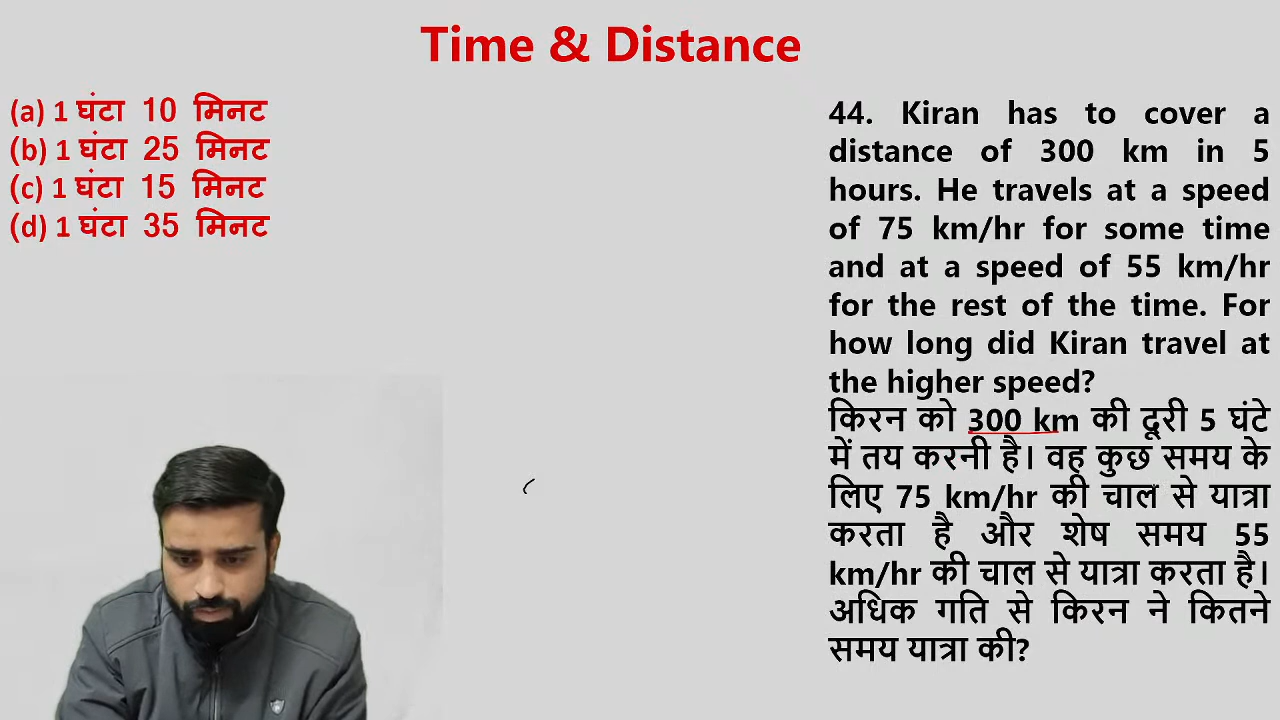 Time & Distance
(a) 1 घंटा 10 मिनट
(b) 1 घंटा 25 मिनट
(c) 1 घंटा 15 मिनट
(d) 1 घंटा 35 मिनट
44. Kiran has to cover a
distance of 300 km in 5
hours. He travels at a speed
of 75 km/hr for some time
and at a speed of 55 km/hr
for the rest of the time. For
how long did Kiran travel at
the higher speed?
किरन को 300 km की दूरी 5 घंटे
में तय करनी है। वह कुछ समय के
लिए 75 km/hr की चाल से यात्रा
करता है और शेष समय 55
km/hr की चाल से यात्रा करता है।
अधिक गति से किरन ने कितने
समय यात्रा की?